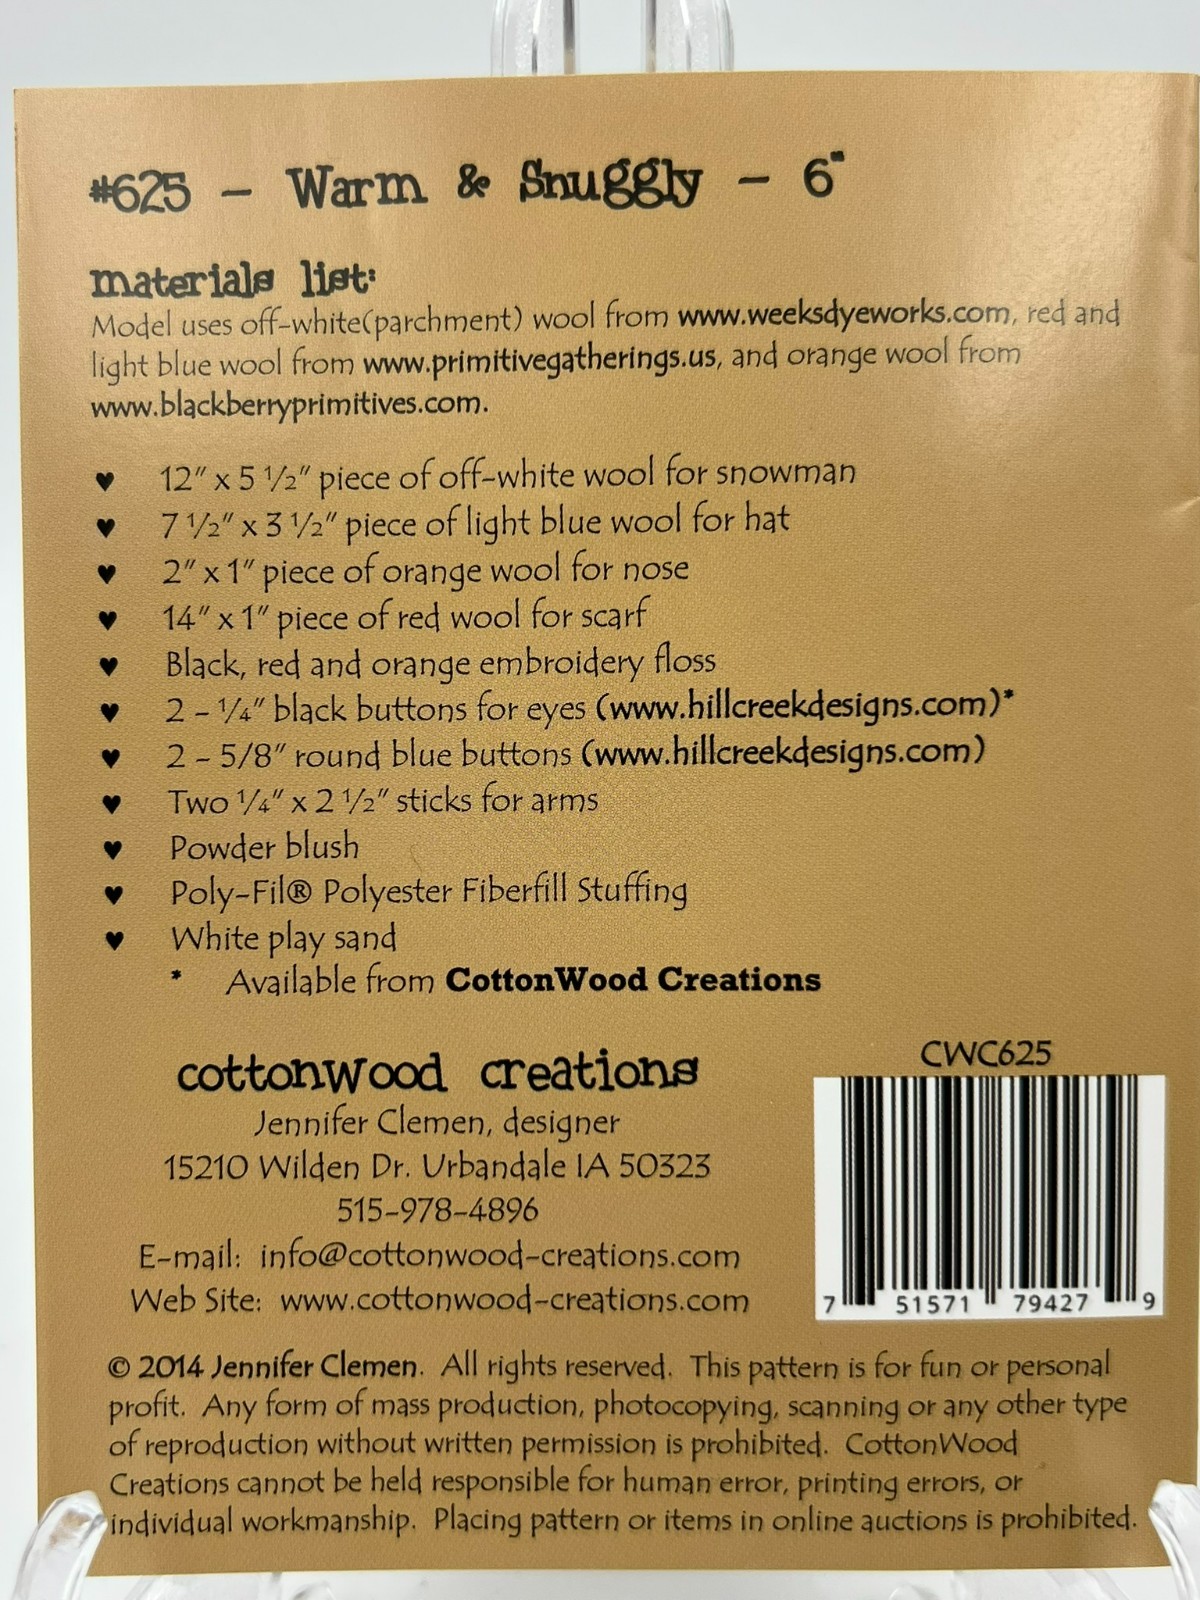 #625 - Warm & Snuggly - 6"
materials list:
Model uses off-white(parchment) wool from www.weeksdyeworks.com, red and
light blue wool from www.primitivegatherings.us, and orange wool from
www.blackberryprimitives.com.
♥ 12" x 5 ½" piece of off-white wool for snowman
♥ 7 ½" x 3 ½" piece of light blue wool for hat
♥ 2" x 1" piece of orange wool for nose
♥ 14" x 1" piece of red wool for scarf
♥ Black, red and orange embroidery floss
♥ 2 - ¼" black buttons for eyes (www.hillcreekdesigns.com)*
♥ 2 - 5/8" round blue buttons (www.hillcreekdesigns.com)
♥ Two ¼" x 2 ½" sticks for arms
♥ Powder blush
♥ Poly-Fil® Polyester Fiberfill Stuffing
♥ White play sand
* Available from CottonWood Creations
cottonwood creations
Jennifer Clemen, designer
15210 Wilden Dr. Urbandale IA 50323
515-978-4896
E-mail: info@cottonwood-creations.com
Web Site: www.cottonwood-creations.com
CWC625
7 51571 79427 9
© 2014 Jennifer Clemen. All rights reserved. This pattern is for fun or personal
profit. Any form of mass production, photocopying, scanning or any other type
of reproduction without written permission is prohibited. CottonWood
Creations cannot be held responsible for human error, printing errors, or
individual workmanship. Placing pattern or items in online auctions is prohibited.